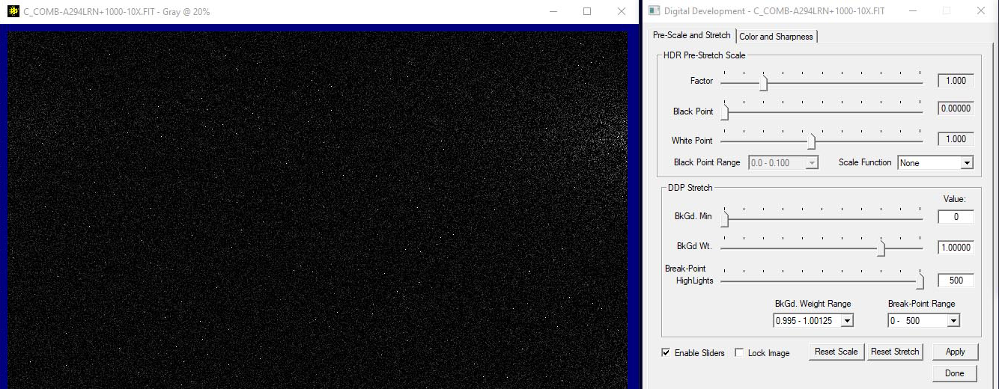 C_COMB-A294LRN+1000-10X.FIT - Gray @ 20%
Digital Development - C_COMB-A294LRN+1000-10X.FIT
Pre-Scale and Stretch Color and Sharpness
HDR Pre-Stretch Scale
Factor 1.000
Black Point 0.00000
White Point 1.000
Black Point Range 0.0 - 0.100 Scale Function None
DDP Stretch
Value:
BkGd. Min 0
BkGd Wt. 1.00000
Break-Point
HighLights 500
BkGd. Weight Range Break-Point Range
0.995 - 1.00125 0 - 500
Enable Sliders Lock Image Reset Scale Reset Stretch Apply
Done